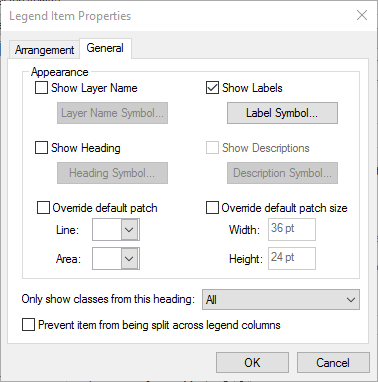 Legend Item Properties
Arrangement General
Appearance
Show Layer Name Show Labels
Layer Name Symbol... Label Symbol...
Show Heading Show Descriptions
Heading Symbol... Description Symbol...
Override default patch Override default patch size
Line: Width: 36 pt
Area: Height: 24 pt
Only show classes from this heading: All
Prevent item from being split across legend columns
OK Cancel